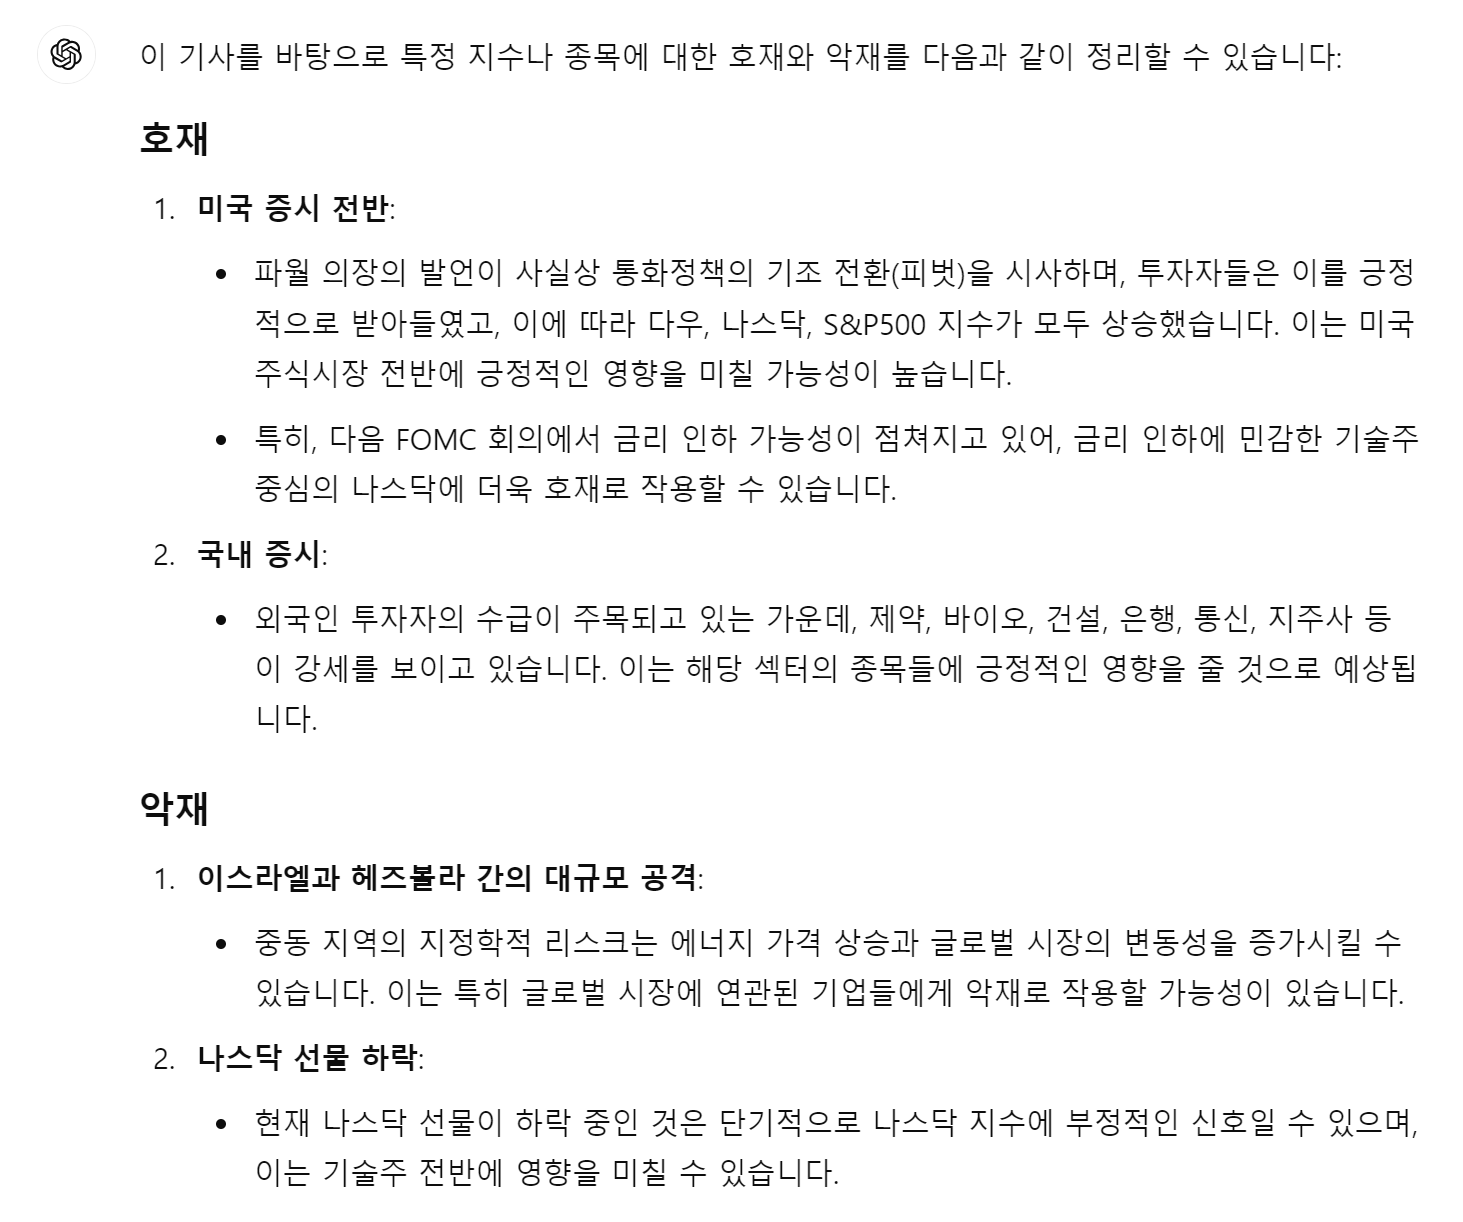 이 기사를 바탕으로 특정 지수나 종목에 대한 호재와 악재를 다음과 같이 정리할 수 있습니다:
호재
1. 미국 증시 전반:
• 파월 의장의 발언이 사실상 통화정책의 기조 전환(피벗)을 시사하며, 투자자들은 이를 긍정
적으로 받아들였고, 이에 따라 다우, 나스닥, S&P500 지수가 모두 상승했습니다. 이는 미국
주식시장 전반에 긍정적인 영향을 미칠 가능성이 높습니다.
• 특히, 다음 FOMC 회의에서 금리 인하 가능성이 점쳐지고 있어, 금리 인하에 민감한 기술주
중심의 나스닥에 더욱 호재로 작용할 수 있습니다.
2. 국내 증시:
• 외국인 투자자의 수급이 주목되고 있는 가운데, 제약, 바이오, 건설, 은행, 통신, 지주사 등
이 강세를 보이고 있습니다. 이는 해당 섹터의 종목들에 긍정적인 영향을 줄 것으로 예상됩
니다.
악재
1. 이스라엘과 헤즈볼라 간의 대규모 공격:
• 중동 지역의 지정학적 리스크는 에너지 가격 상승과 글로벌 시장의 변동성을 증가시킬 수
있습니다. 이는 특히 글로벌 시장에 연관된 기업들에게 악재로 작용할 가능성이 있습니다.
2. 나스닥 선물 하락:
• 현재 나스닥 선물이 하락 중인 것은 단기적으로 나스닥 지수에 부정적인 신호일 수 있으며,
이는 기술주 전반에 영향을 미칠 수 있습니다.